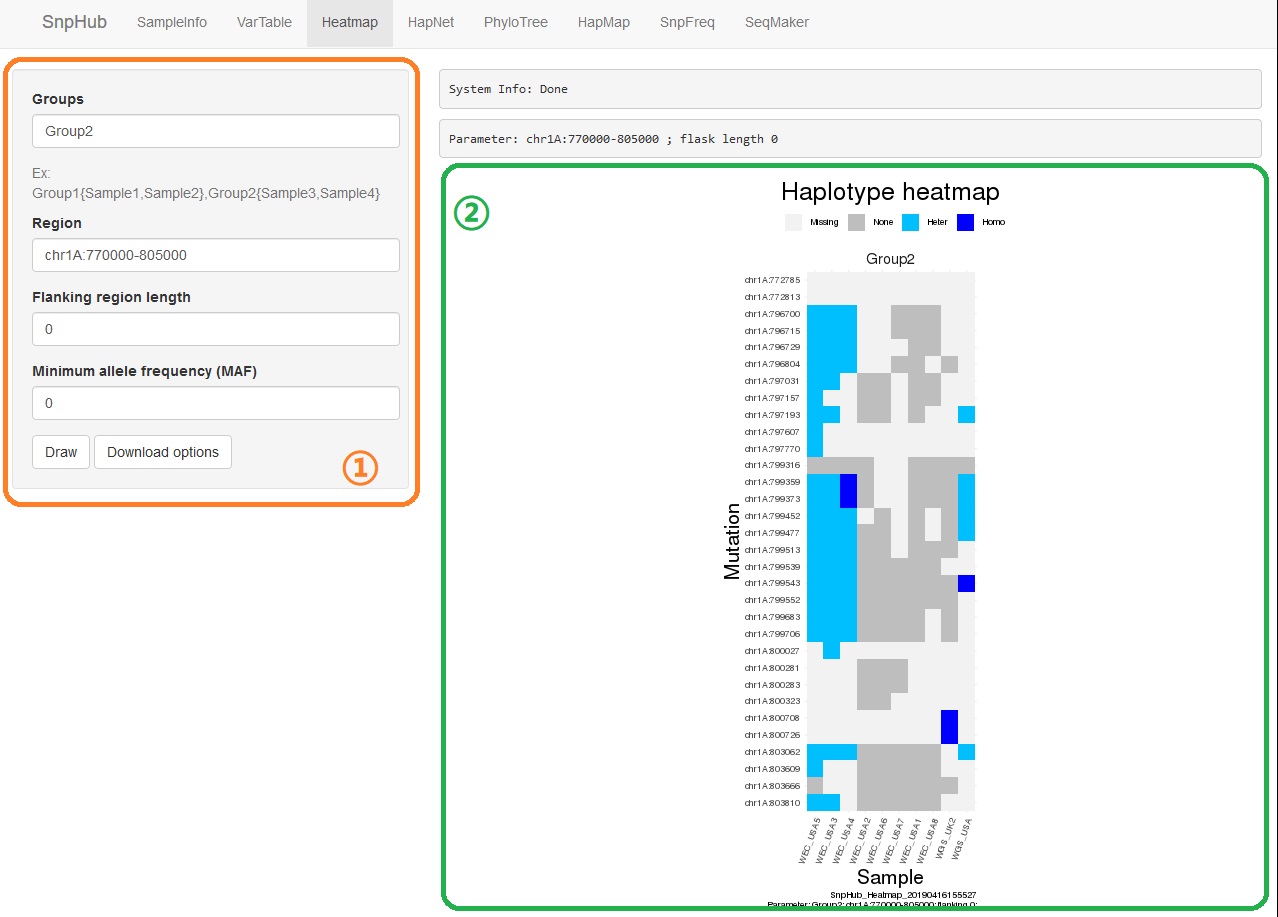 SnpHub SampleInfo VarTable Heatmap HapNet PhyloTree HapMap SnpFreq SeqMaker
Groups
Group2
Ex:
Group1{Sample1,Sample2},Group2{Sample3,Sample4}
Region
chr1A:770000-805000
Flanking region length
0
Minimum allele frequency (MAF)
0
Draw Download options
①
System Info: Done
Parameter: chr1A:770000-805000 ; flask length 0
②
Haplotype heatmap
Missing None Heter Homo
Group2
Mutation
chr1A:772785
chr1A:772813
chr1A:796700
chr1A:796715
chr1A:796729
chr1A:796804
chr1A:797031
chr1A:797157
chr1A:797193
chr1A:797607
chr1A:797770
chr1A:799316
chr1A:799359
chr1A:799373
chr1A:799452
chr1A:799477
chr1A:799513
chr1A:799539
chr1A:799543
chr1A:799552
chr1A:799683
chr1A:799706
chr1A:800027
chr1A:800281
chr1A:800283
chr1A:800323
chr1A:800708
chr1A:800726
chr1A:803062
chr1A:803609
chr1A:803666
chr1A:803810
WEC_USA5 WEC_USA3 WEC_USA4 WEC_USA2 WEC_USA6 WEC_USA7 WEC_USA1 WEC_USA8 WGS_UK2 WGS_USA
Sample
SnpHub_Heatmap_20190416155527
Parameter: Group2; chr1A:770000-805000;flanking 0;